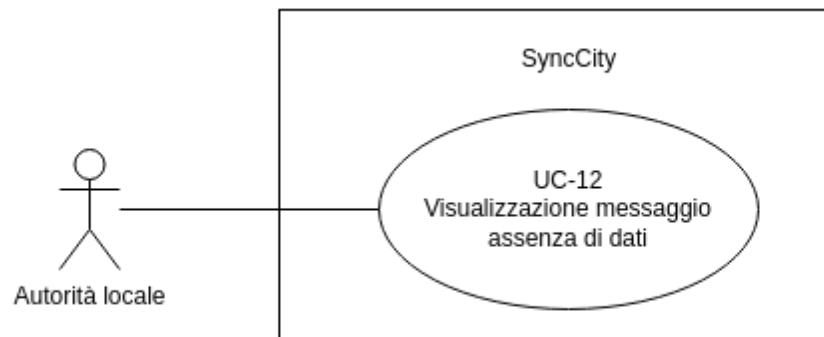 SyncCity
UC-12
Visualizzazione messaggio
assenza di dati
Autorità locale